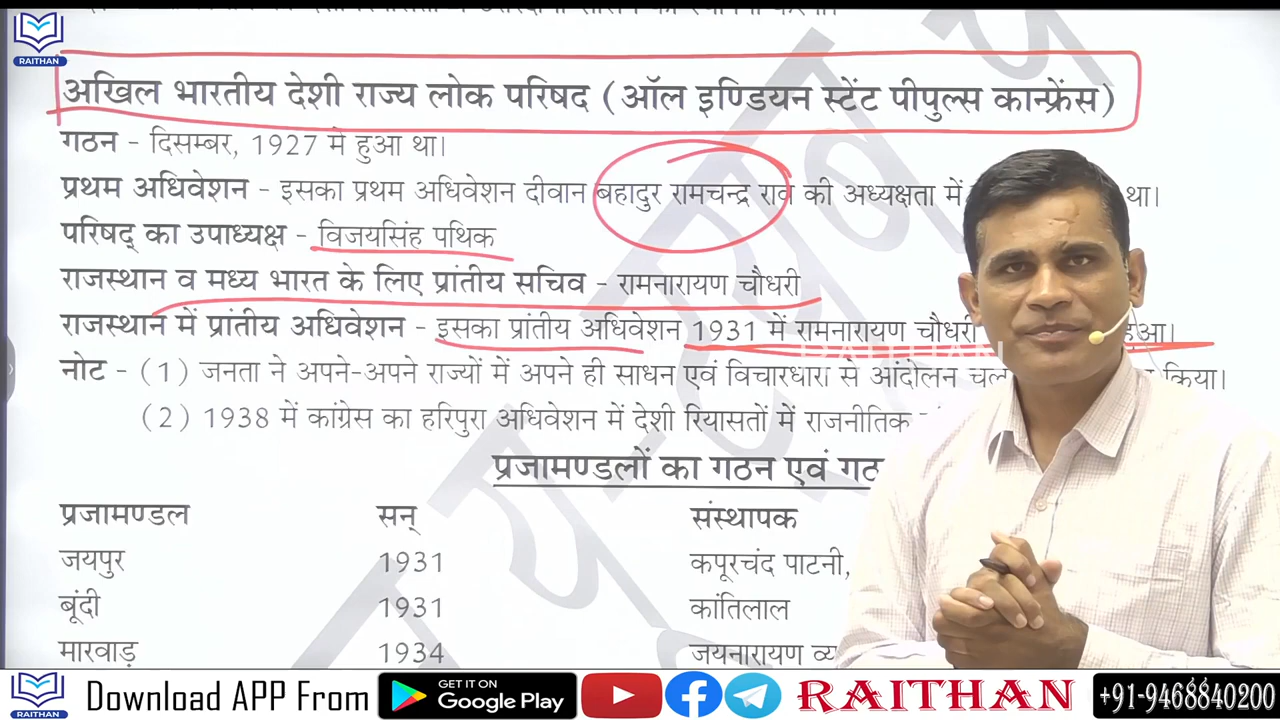 RAITHAN
अखिल भारतीय देशी राज्य लोक परिषद (ऑल इण्डियन स्टेंट पीपुल्स कान्फ्रेंस)
गठन - दिसम्बर, 1927 में हुआ था।
प्रथम अधिवेशन - इसका प्रथम अधिवेशन दीवान बहादुर रामचन्द्र राव की अध्यक्षता में था।
परिषद् का उपाध्यक्ष - विजयसिंह पथिक
राजस्थान व मध्य भारत के लिए प्रांतीय सचिव - रामनारायण चौधरी
राजस्थान में प्रांतीय अधिवेशन - इसका प्रांतीय अधिवेशन 1931 में रामनारायण चौधरी हुआ।
RAITHAN
नोट - (1) जनता ने अपने-अपने राज्यों में अपने ही साधन एवं विचारधारा से आंदोलन किया।
(2) 1938 में कांग्रेस का हरिपुरा अधिवेशन में देशी रियासतों में राजनीतिक
प्रजामण्डलों का गठन एवं
प्रजामण्डल सन् संस्थापक
जयपुर 1931 कपूरचंद पाटनी,
बूंदी 1931 कांतिलाल
मारवाड़ 1934 जयनारायण
RAITHAN Download APP From GET IT ON Google Play RAITHAN +91-9468840200